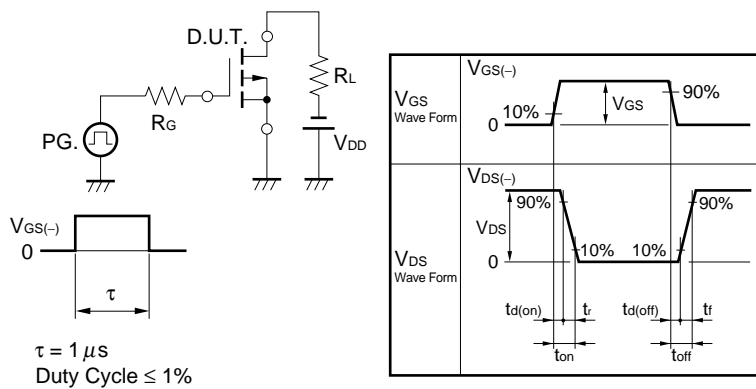 D.U.T.
RL
RG
PG.
VDD
VGS(−)
0
τ
τ = 1 μs
Duty Cycle ≤ 1%
VGS
Wave Form
VGS(−)
10%
0
VGS
90%
VDS
Wave Form
VDS(−)
90%
VDS
0
10%
10%
90%
td(on)
tr
td(off)
tf
ton
toff